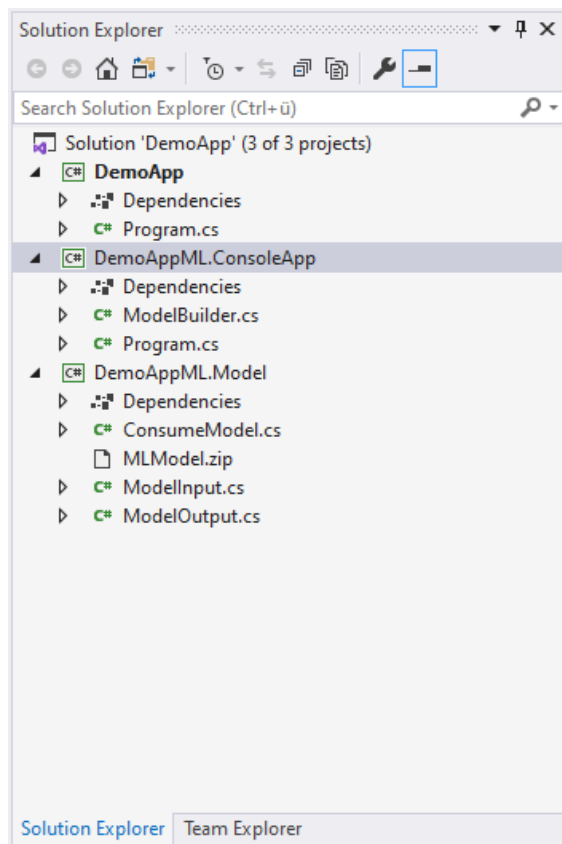 Solution Explorer
Search Solution Explorer (Ctrl+ü)
Solution 'DemoApp' (3 of 3 projects)
C# DemoApp
Dependencies
C# Program.cs
C# DemoAppML.ConsoleApp
Dependencies
C# ModelBuilder.cs
C# Program.cs
C# DemoAppML.Model
Dependencies
C# ConsumeModel.cs
MLModel.zip
C# ModelInput.cs
C# ModelOutput.cs
Solution Explorer Team Explorer